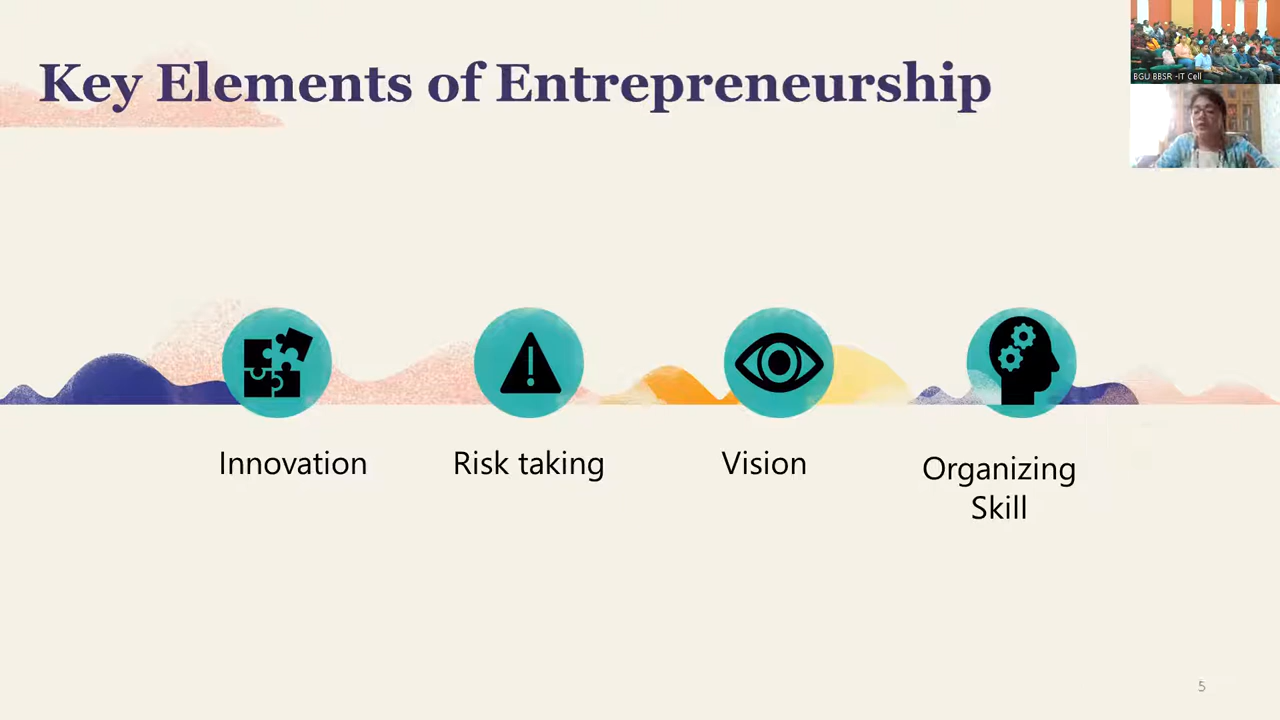 Key Elements of Entrepreneurship
BGU BBSR -IT Cell
Innovation
Risk taking
Vision
Organizing
Skill
5